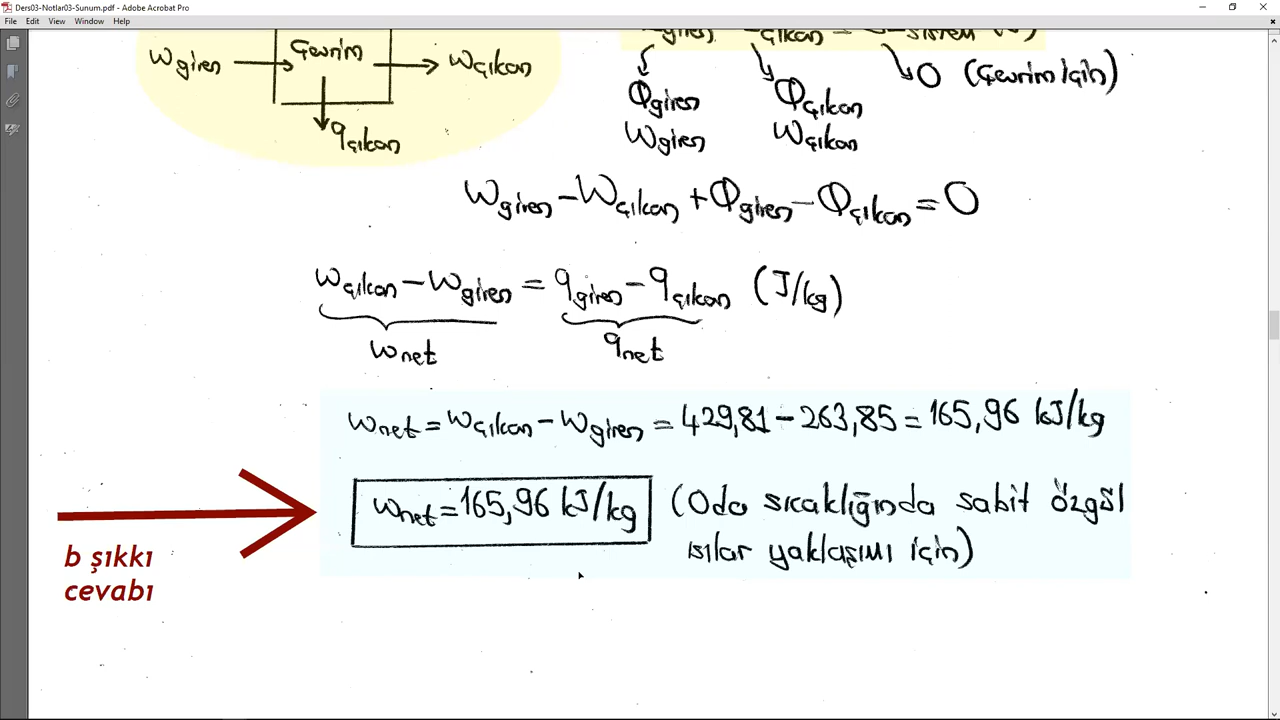 Ders03-Notlar03-Sunum.pdf - Adobe Acrobat Pro
File Edit View Window Help
wgiren çevrim wçıkan
qçıkan
0 (Çevrim için)
Qgiren Qçıkan
Wgiren Wçıkan
Wgiren - Wçıkan + Qgiren - Qçıkan = 0
wçıkan - wgiren = qgiren - qçıkan (J/kg)
wnet qnet
wnet = wçıkan - wgiren = 429,81 - 263,85 = 165,96 kJ/kg
wnet = 165,96 kJ/kg (Oda sıcaklığında sabit özgül
ısılar yaklaşımı için)
b şıkkı
cevabı